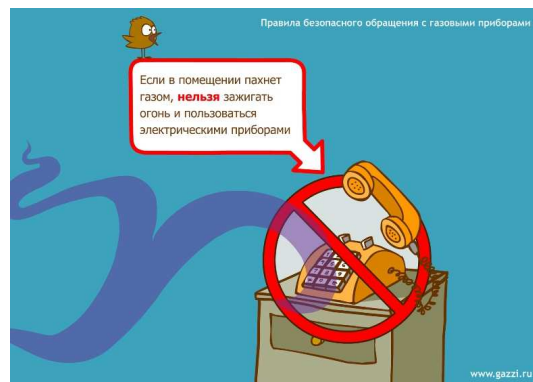 Правила безопасного обращения с газовыми приборами
Если в помещении пахнет
газом, нельзя зажигать
огонь и пользоваться
электрическими приборами
www.gazzi.ru